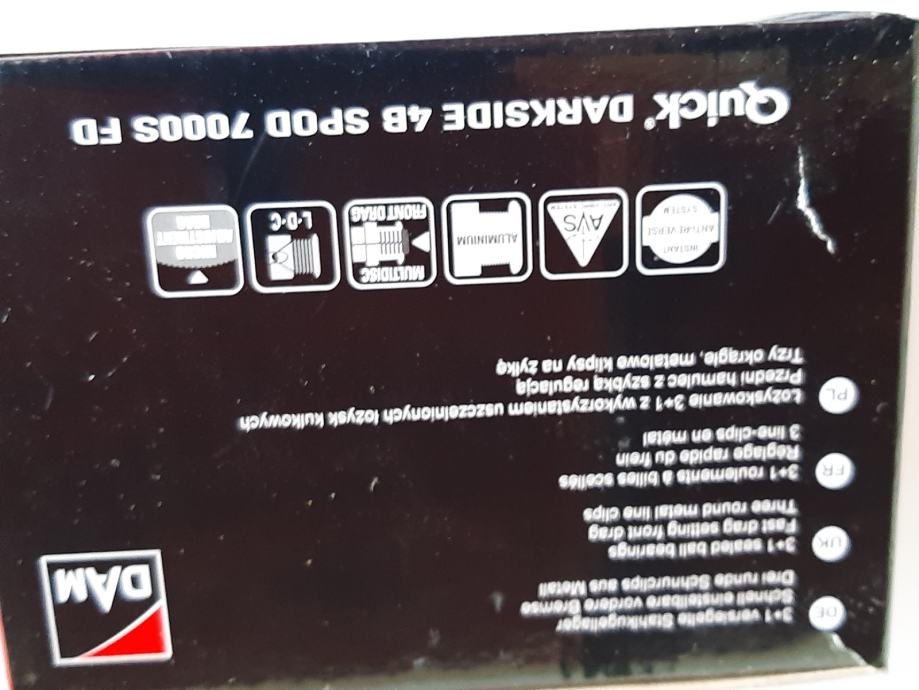 Quick® DARKSIDE 4B SPOD 7000S FD
INSTANT
ANTI-REVERSE
SYSTEM
AVS
ALUMINIUM
MULTIDISC
FRONT DRAG
L·D·C
ADJUSTMENT
DRAG
PL
Łożyskowanie 3+1 z wykorzystaniem uszczelnionych łożysk kulkowych
Przedni hamulec z szybką regulacją
Trzy okrągłe, metalowe klipsy na żyłkę
FR
3+1 roulements à billes scellés
Réglage rapide du frein
3 line-clips en métal
UK
3+1 sealed ball bearings
Fast drag setting front drag
Three round metal line clips
DE
3+1 versiegelte Stahlkugellager
Schnell einstellbare vordere Bremse
Drei runde Schnurclips aus Metall
DAM